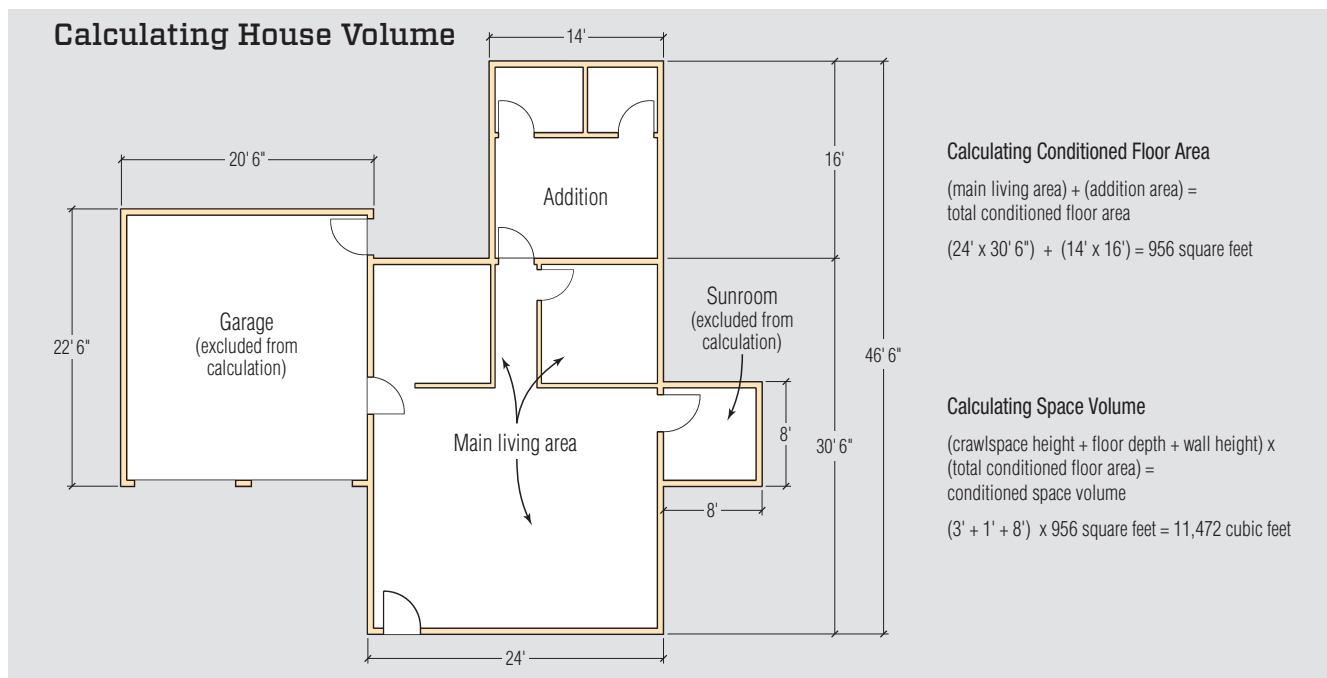 Calculating House Volume
14'
20' 6"
16'
Addition
Garage
(excluded from
calculation)
22' 6"
Sunroom
(excluded from
calculation)
46' 6"
Main living area
8'
30' 6"
8'
24'
Calculating Conditioned Floor Area
(main living area) + (addition area) =
total conditioned floor area
(24' x 30' 6") + (14' x 16') = 956 square feet
Calculating Space Volume
(crawlspace height + floor depth + wall height) x
(total conditioned floor area) =
conditioned space volume
(3' + 1' + 8') x 956 square feet = 11,472 cubic feet